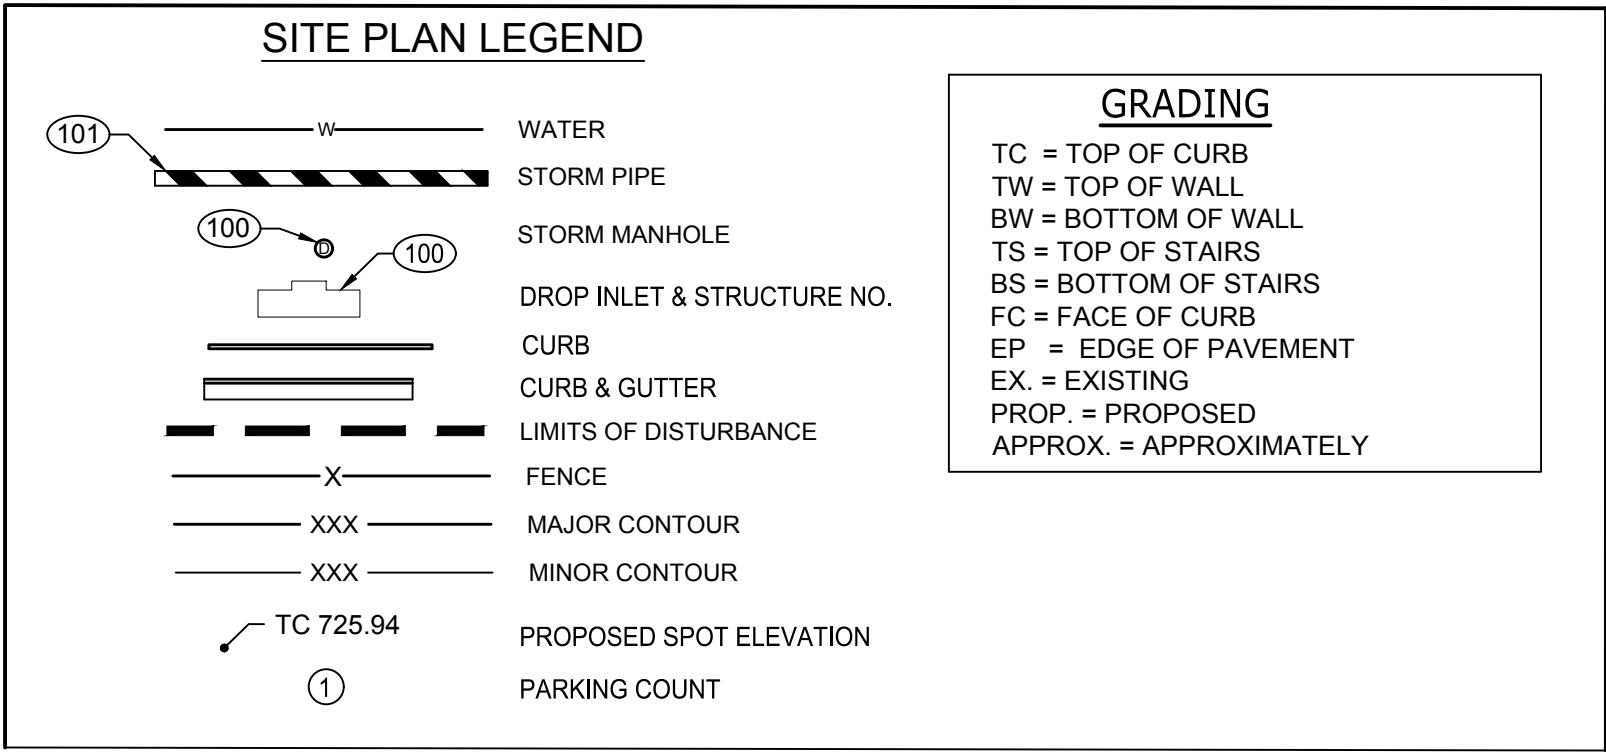 SITE PLAN LEGEND
W WATER
101
STORM PIPE
100
D
STORM MANHOLE
100
DROP INLET & STRUCTURE NO.
CURB
CURB & GUTTER
LIMITS OF DISTURBANCE
X FENCE
XXX MAJOR CONTOUR
XXX MINOR CONTOUR
TC 725.94
PROPOSED SPOT ELEVATION
1 PARKING COUNT
GRADING
TC = TOP OF CURB
TW = TOP OF WALL
BW = BOTTOM OF WALL
TS = TOP OF STAIRS
BS = BOTTOM OF STAIRS
FC = FACE OF CURB
EP = EDGE OF PAVEMENT
EX. = EXISTING
PROP. = PROPOSED
APPROX. = APPROXIMATELY